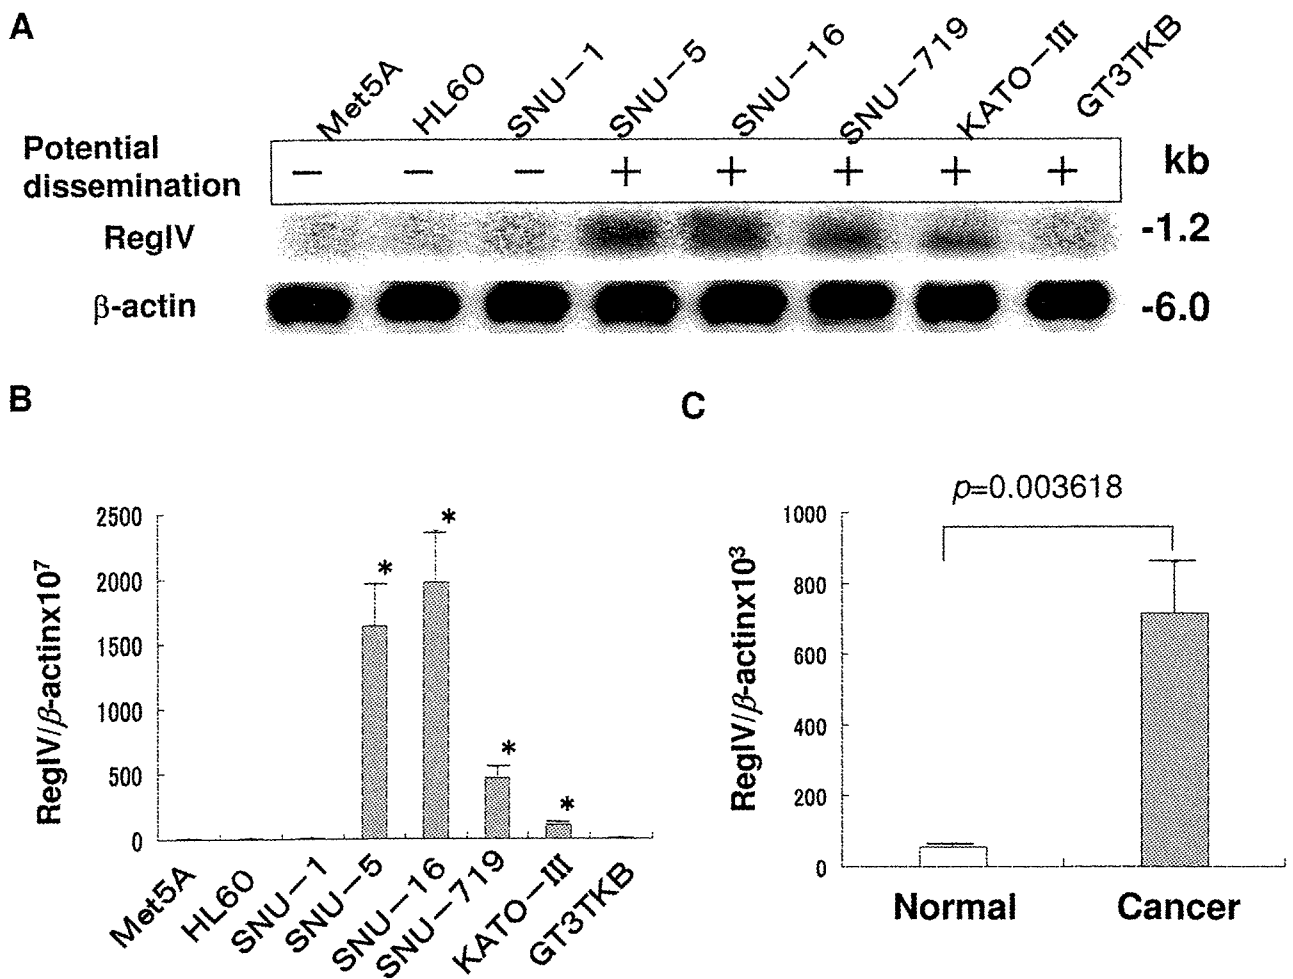 A
Met5A HL60 SNU−1 SNU−5 SNU−16 SNU−719 KATO−III GT3TKB
Potential
dissemination
− − − + + + + +
kb
RegIV
-1.2
β-actin
-6.0
B
RegIV/β-actinx10⁷
2500
2000
1500
1000
500
0
* * * *
Met5A HL60 SNU−1 SNU−5 SNU−16 SNU−719 KATO−III GT3TKB
C
p=0.003618
RegIV/β-actinx10³
1000
800
600
400
200
0
Normal Cancer